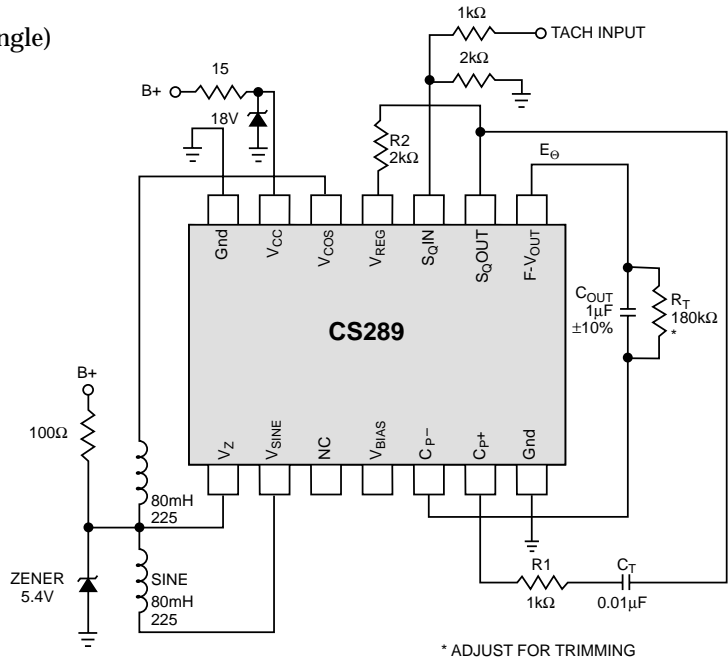 ngle)
1kΩ
TACH INPUT
2kΩ
15
B+
18V
R2
2kΩ
EΘ
Gnd
VCC
VCOS
VREG
SQIN
SQOUT
F-VOUT
COUT
1µF
±10%
RT
180kΩ
*
CS289
B+
100Ω
VZ
VSINE
NC
VBIAS
CP–
CP+
Gnd
80mH
225
ZENER
5.4V
SINE
80mH
225
R1
1kΩ
CT
0.01µF
* ADJUST FOR TRIMMING